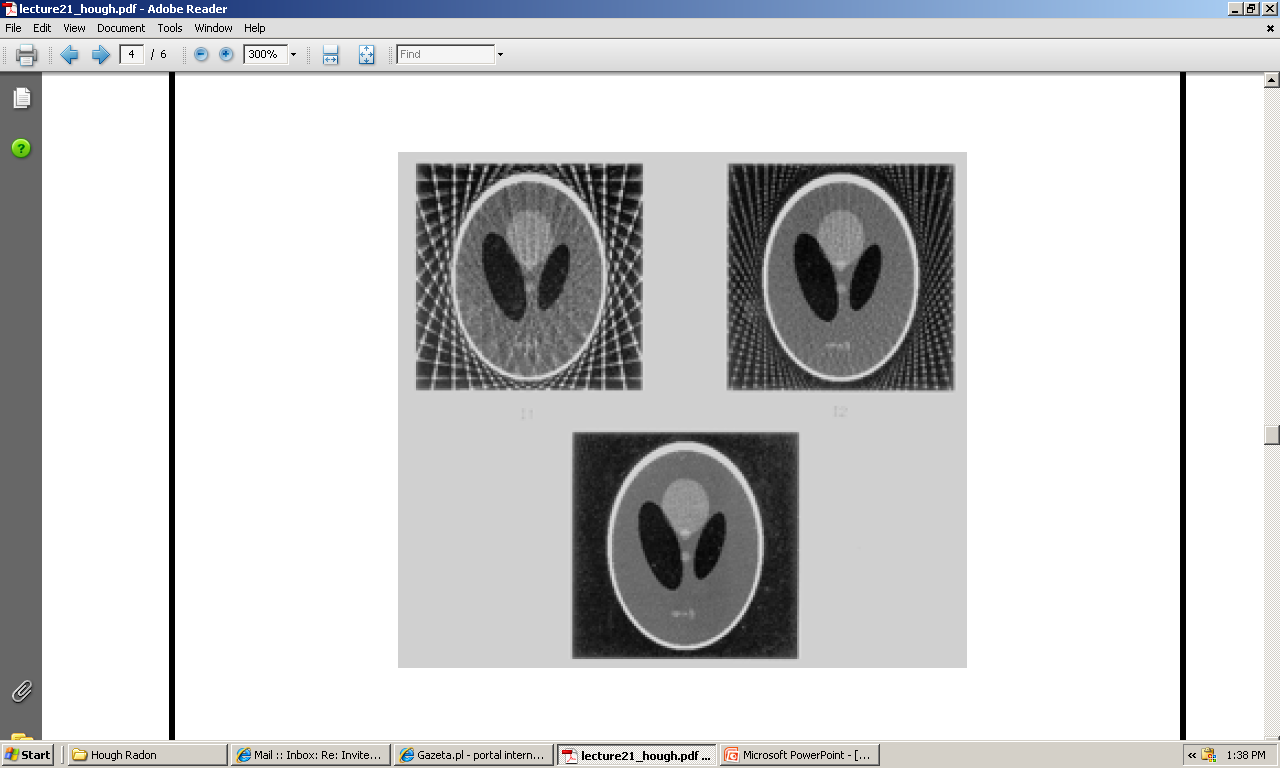 lecture21_hough.pdf - Adobe Reader
File Edit View Document Tools Window Help
4 / 6 300% Find
I1 I2
Start Hough Radon Mail :: Inbox: Re: Invite... Gazeta.pl - portal intern... lecture21_hough.pdf ... Microsoft PowerPoint - [... « 1:38 PM